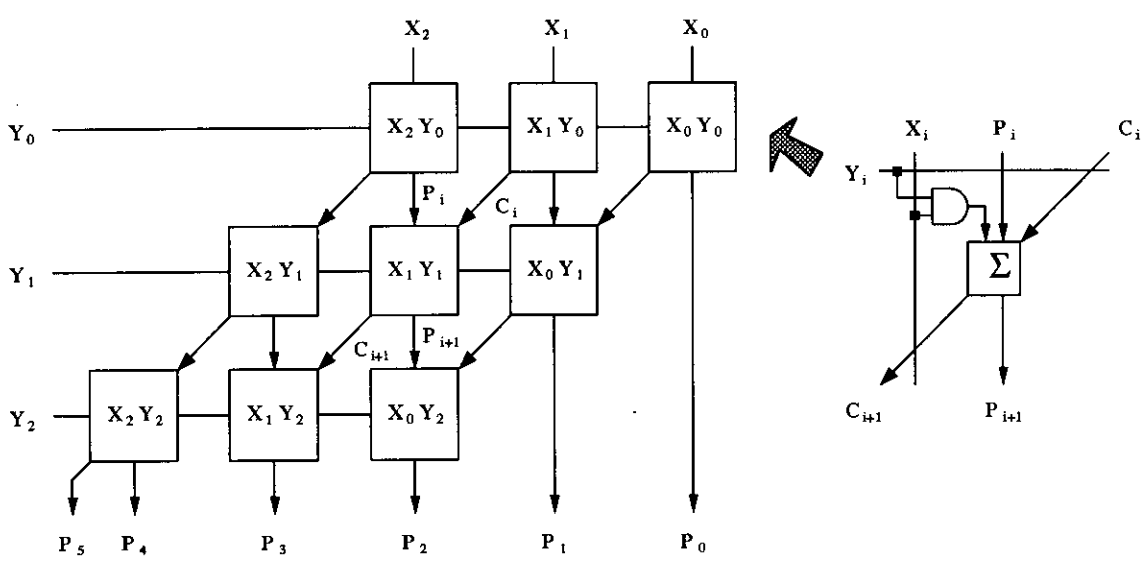 X₂ X₁ X₀
Y₀ X₂ Y₀ X₁ Y₀ X₀ Y₀
Xᵢ Pᵢ Cᵢ
Yᵢ
Pᵢ Cᵢ
Y₁ X₂ Y₁ X₁ Y₁ X₀ Y₁
Σ
Cᵢ₊₁ Pᵢ₊₁
Y₂ X₂ Y₂ X₁ Y₂ X₀ Y₂
Cᵢ₊₁ Pᵢ₊₁
P₅ P₄ P₃ P₂ P₁ P₀